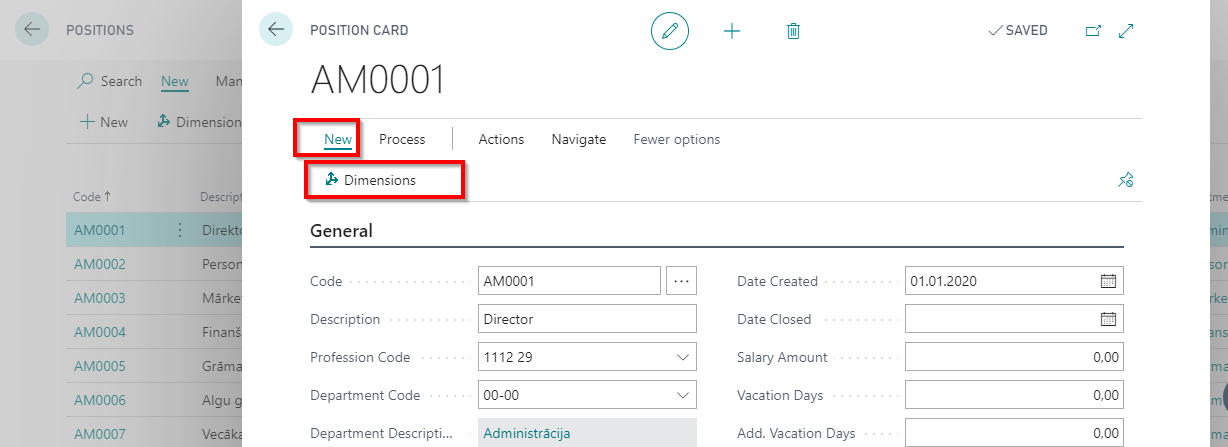 POSITIONS
Search New Man
New Dimension
Code ↑ Descript
AM0001 Direkto
AM0002 Person
AM0003 Mārke
AM0004 Finanš
AM0005 Grāma
AM0006 Algu g
AM0007 Vecāka
POSITION CARD
SAVED
AM0001
New Process Actions Navigate Fewer options
Dimensions
General
Code AM0001 ...
Description Director
Profession Code 1112 29
Department Code 00-00
Department Descripti... Administrācija
Date Created 01.01.2020
Date Closed
Salary Amount 0,00
Vacation Days 0,00
Add. Vacation Days 0,00